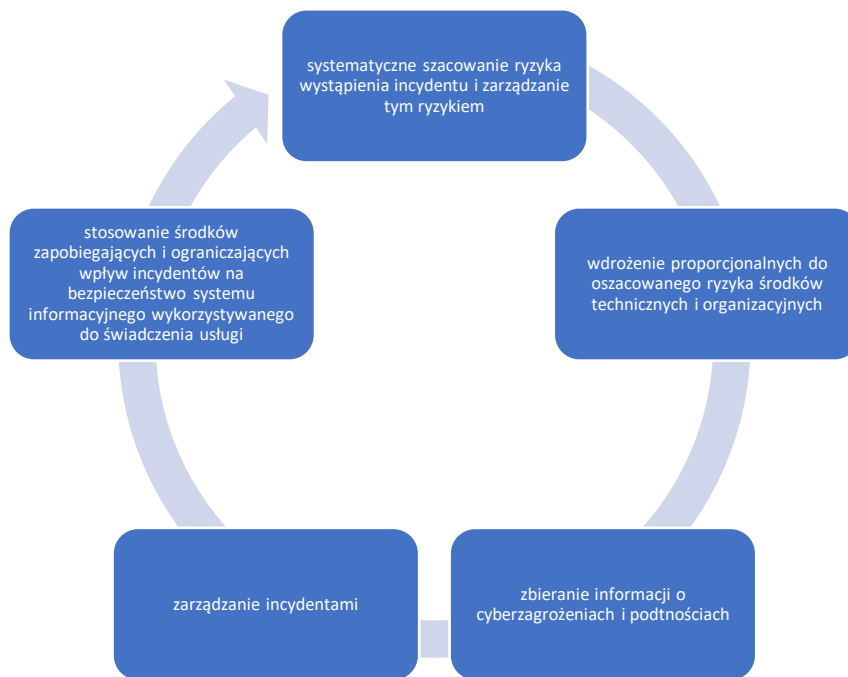 systematyczne szacowanie ryzyka
wystąpienia incydentu i zarządzanie
tym ryzykiem
wdrożenie proporcjonalnych do
oszacowanego ryzyka środków
technicznych i organizacyjnych
zbieranie informacji o
cyberzagrożeniach i podtnościach
zarządzanie incydentami
stosowanie środków
zapobiegających i ograniczających
wpływ incydentów na
bezpieczeństwo systemu
informacyjnego wykorzystywanego
do świadczenia usługi